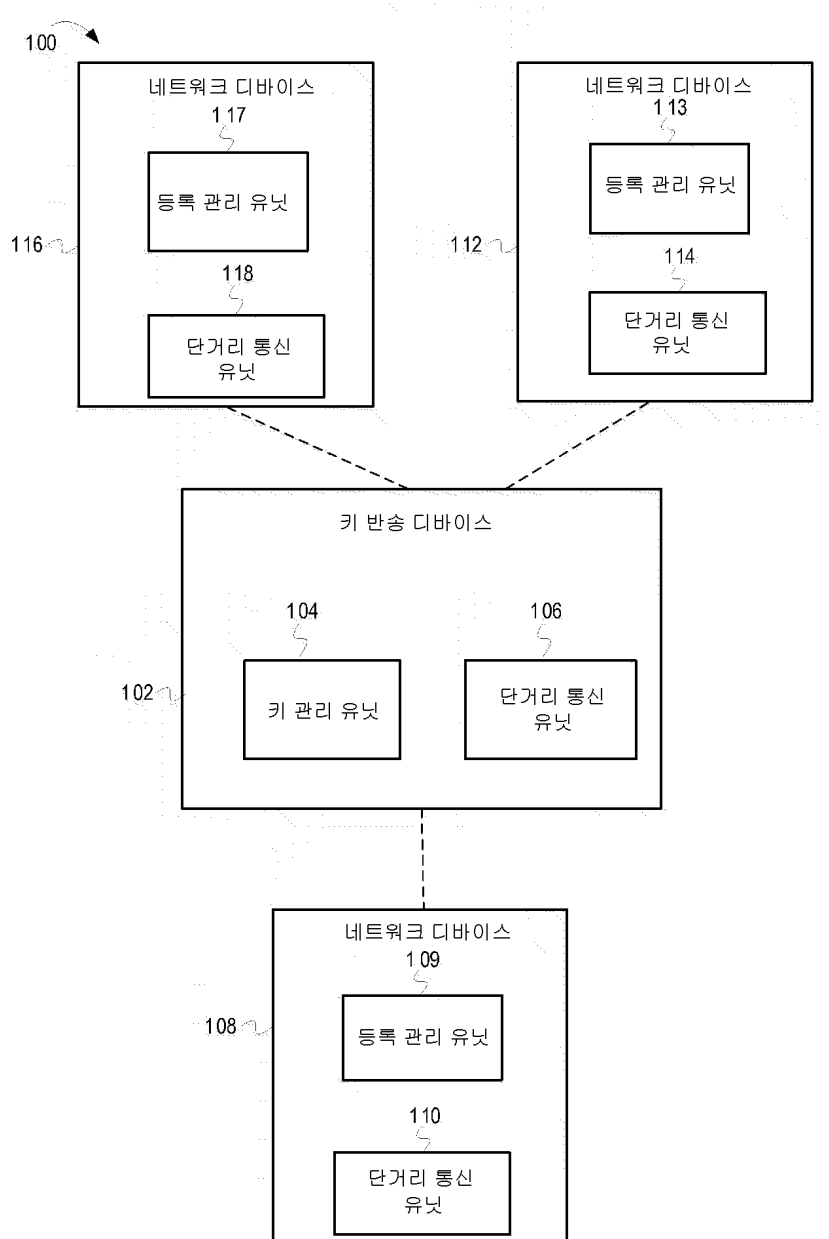 100
네트워크 디바이스
117
등록 관리 유닛
116
118
단거리 통신
유닛
네트워크 디바이스
113
등록 관리 유닛
112
114
단거리 통신
유닛
키 반송 디바이스
104
106
102
키 관리 유닛
단거리 통신
유닛
네트워크 디바이스
109
108
등록 관리 유닛
110
단거리 통신
유닛